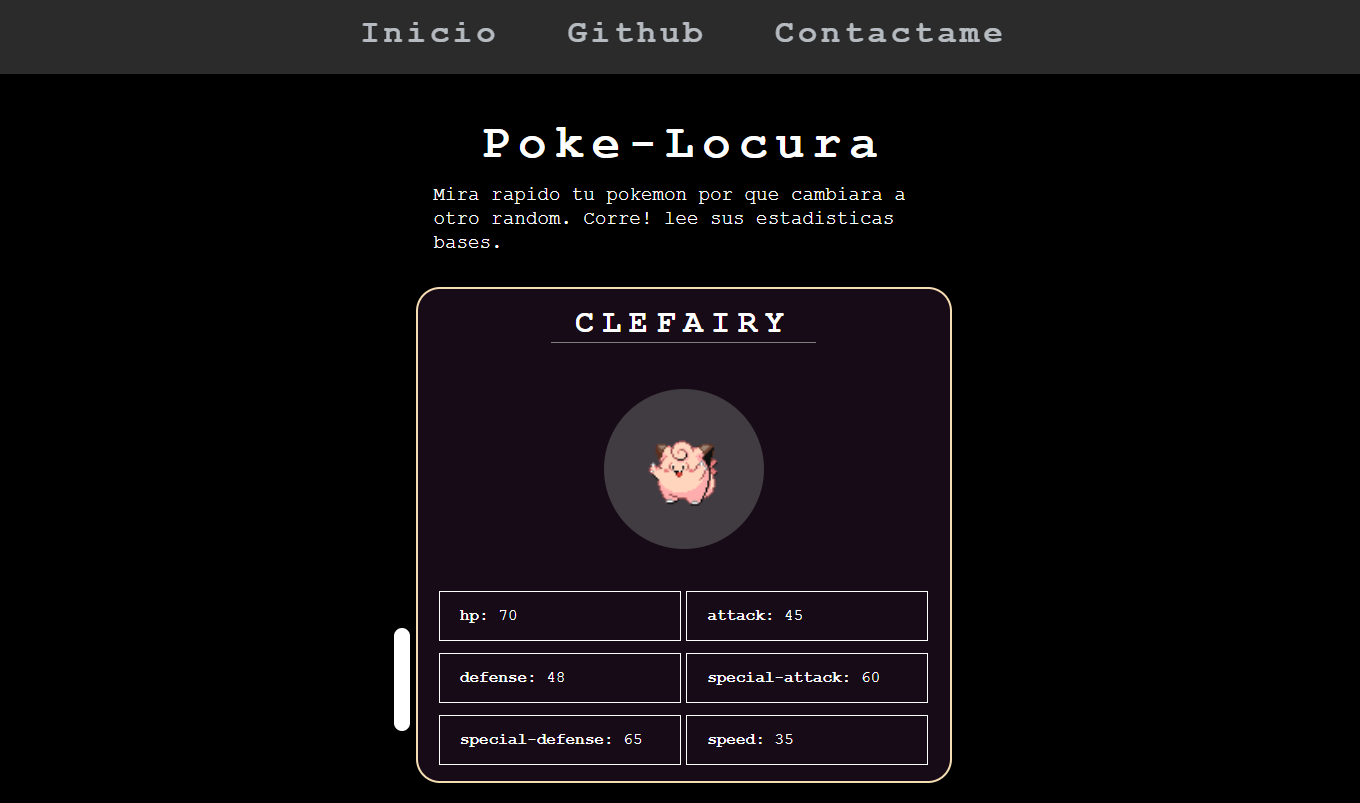 Inicio Github Contactame
Poke-Locura
Mira rapido tu pokemon por que cambiara a
otro random. Corre! lee sus estadisticas
bases.
CLEFAIRY
hp: 70 attack: 45
defense: 48 special-attack: 60
special-defense: 65 speed: 35